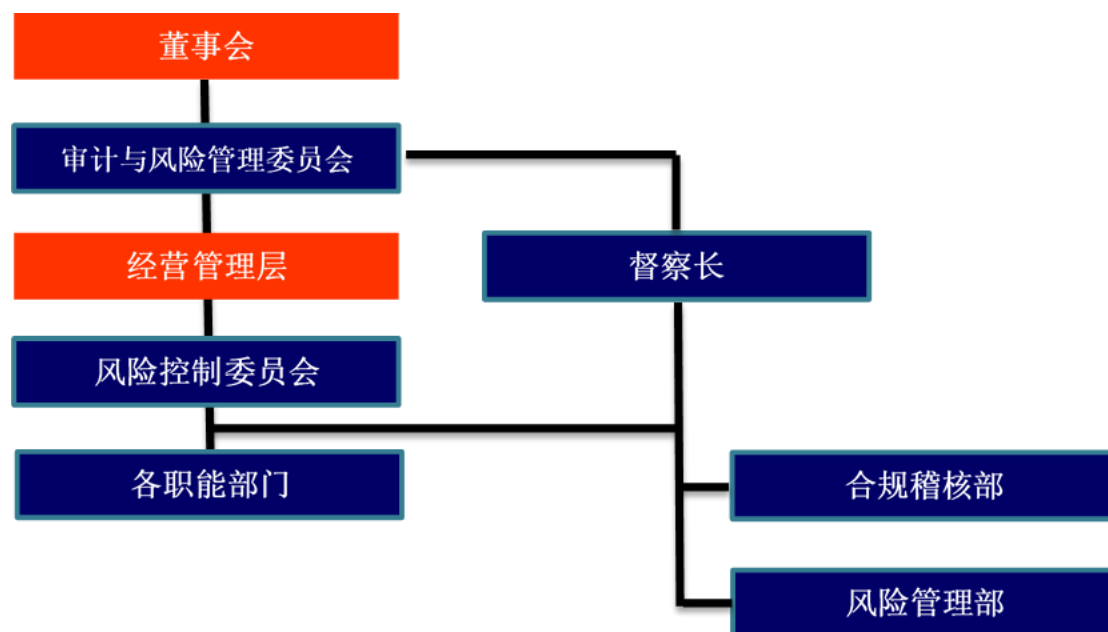 董事会
审计与风险管理委员会
经营管理层
督察长
风险控制委员会
各职能部门
合规稽核部
风险管理部